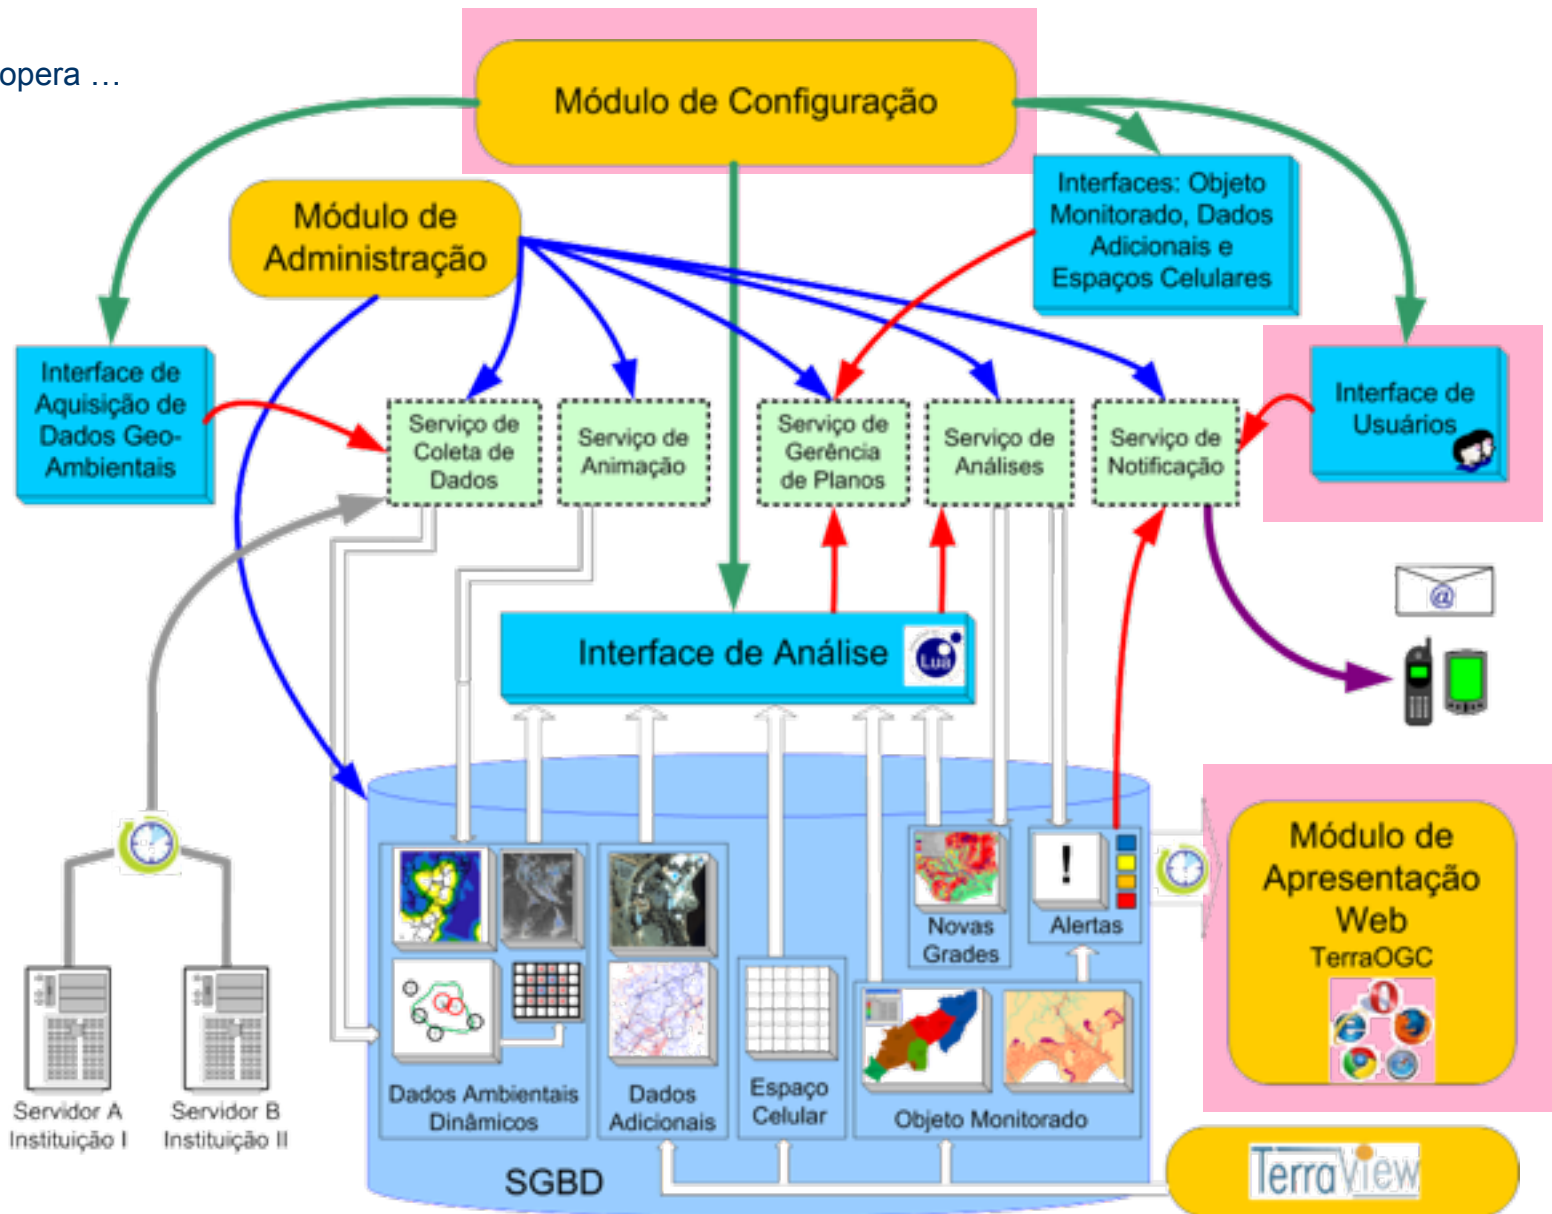 opera …
Módulo de Configuração
Módulo de
Administração
Interfaces: Objeto
Monitorado, Dados
Adicionais e
Espaços Celulares
Interface de
Aquisição de
Dados Geo-
Ambientais
Serviço de
Coleta de
Dados
Serviço de
Animação
Serviço de
Gerência
de Planos
Serviço de
Análises
Serviço de
Notificação
Interface de
Usuários
@
Interface de Análise
Lua
!
Novas
Grades
Alertas
Módulo de
Apresentação
Web
TerraOGC
Servidor A
Instituição I
Servidor B
Instituição II
Dados Ambientais
Dinâmicos
Dados
Adicionais
Espaço
Celular
Objeto Monitorado
SGBD
TerraView